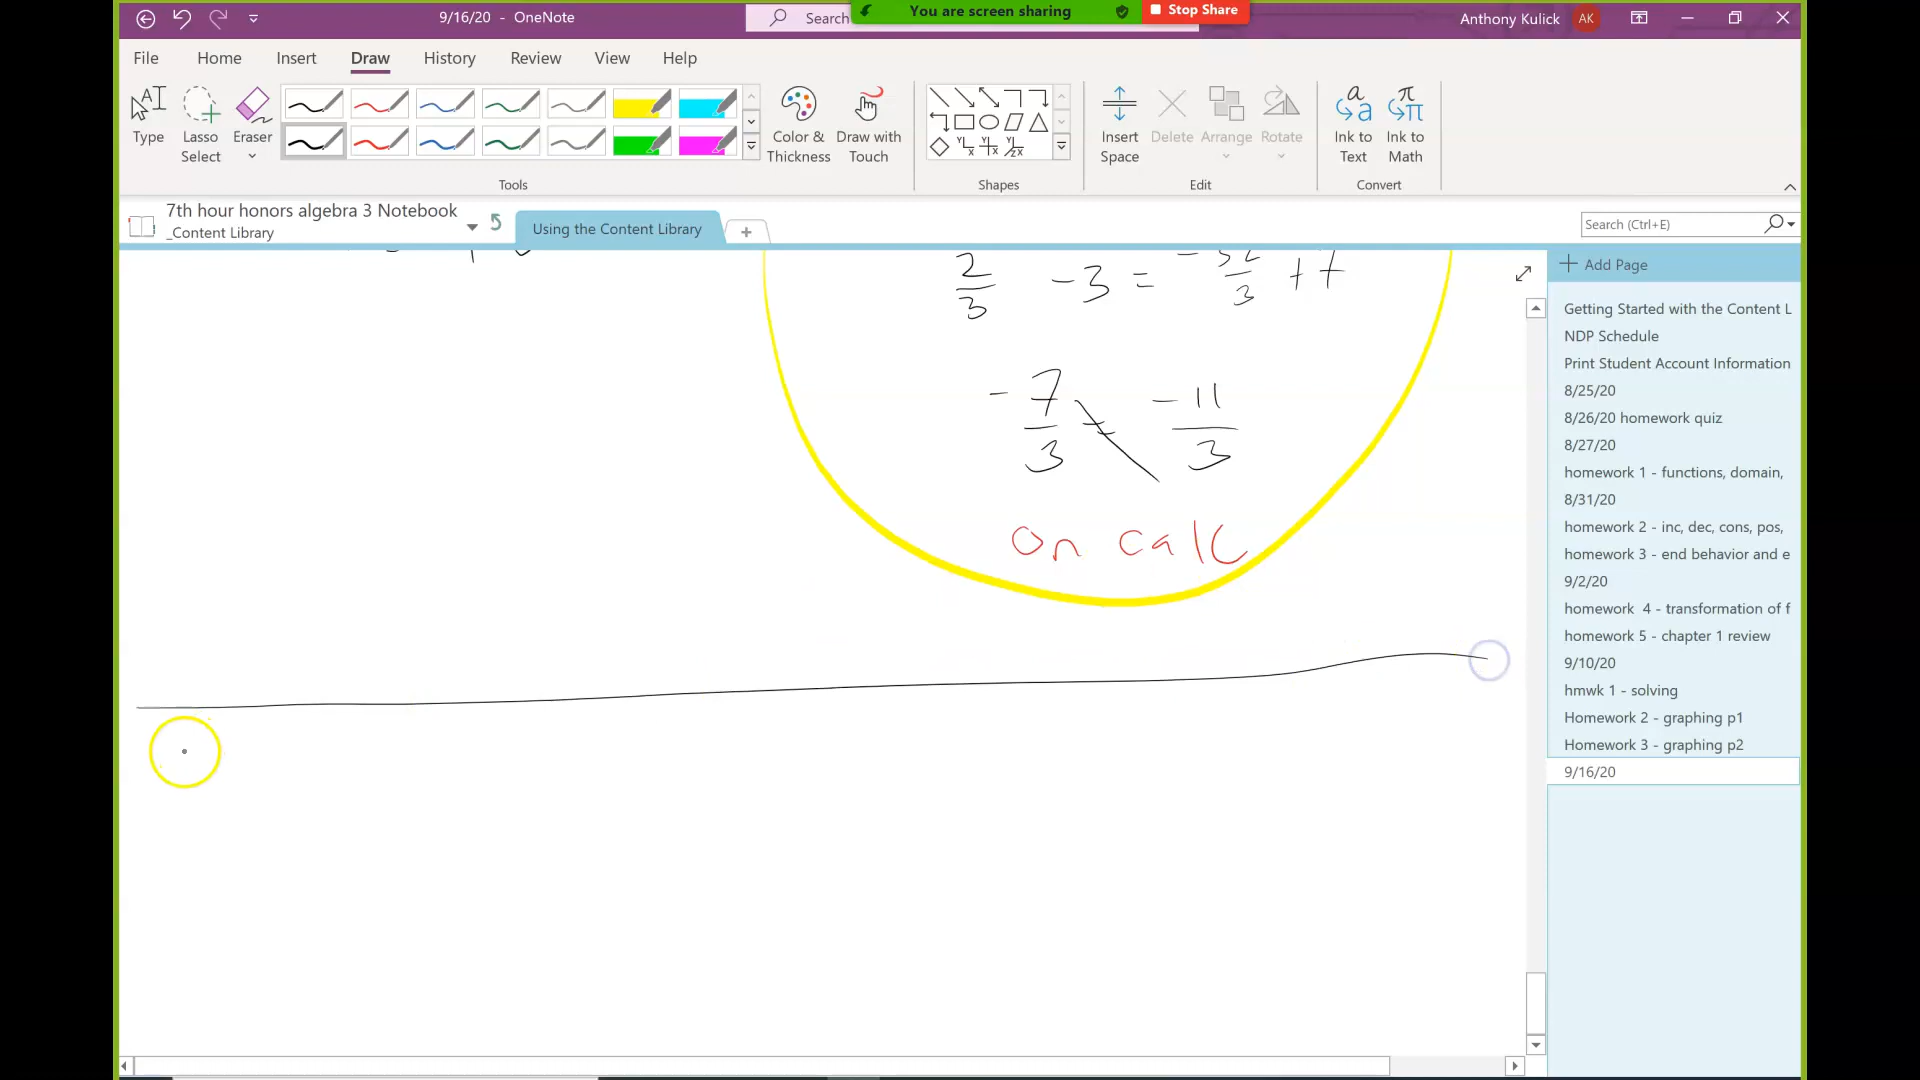 9/16/20 - OneNote
Search
You are screen sharing
Stop Share
Anthony Kulick
AK
File Home Insert Draw History Review View Help
Type
Lasso Select
Eraser
Color & Thickness
Draw with Touch
Insert Space
Delete
Arrange
Rotate
Ink to Text
Ink to Math
Tools
Shapes
Edit
Convert
7th hour honors algebra 3 Notebook
_Content Library
Using the Content Library
Search (Ctrl+E)
Add Page
Getting Started with the Content L
NDP Schedule
Print Student Account Information
8/25/20
8/26/20 homework quiz
8/27/20
homework 1 - functions, domain,
8/31/20
homework 2 - inc, dec, cons, pos,
homework 3 - end behavior and e
9/2/20
homework 4 - transformation of f
homework 5 - chapter 1 review
9/10/20
hmwk 1 - solving
Homework 2 - graphing p1
Homework 3 - graphing p2
9/16/20
2/3 -3 = -32/3 +7
-7/3 = -11/3
on calc